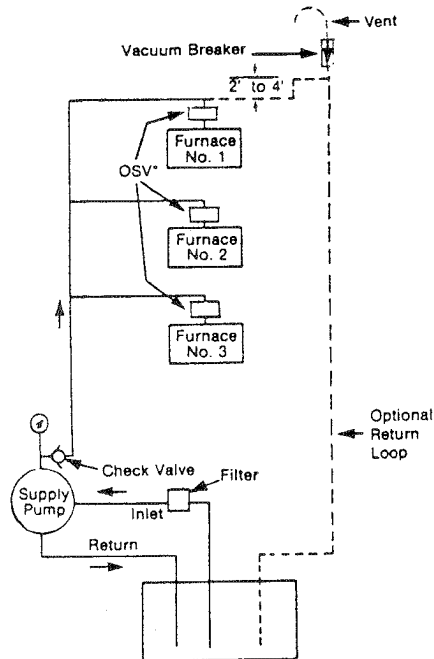 Vent
Vacuum Breaker
2' to 4'
Furnace
No. 1
OSV*
Furnace
No. 2
Furnace
No. 3
Optional
Return
Loop
Check Valve
Filter
Supply
Pump
Inlet
Return